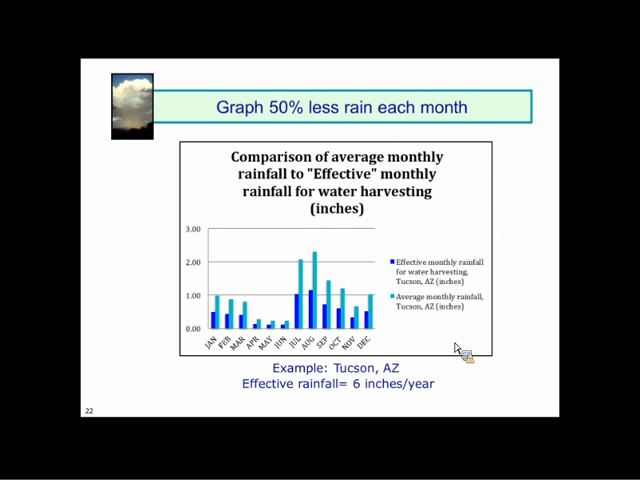 Graph 50% less rain each month
Comparison of average monthly
rainfall to "Effective" monthly
rainfall for water harvesting
(inches)
3.00
2.00
1.00
0.00
JAN FEB MAR APR MAY JUN JUL AUG SEP OCT NOV DEC
Effective monthly rainfall
for water harvesting,
Tucson, AZ (inches)
Average monthly rainfall,
Tucson, AZ (inches)
Example: Tucson, AZ
Effective rainfall= 6 inches/year
22